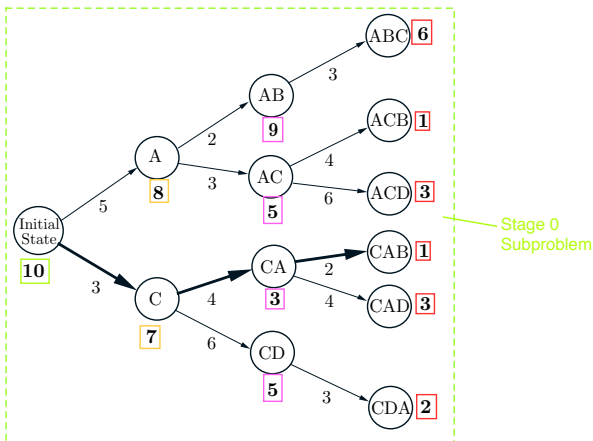 ABC 6
3
AB
9
2
ACB 1
A
8
4
3
AC
5
6
ACD 3
5
Initial
State
10
Stage 0
Subproblem
CAB 1
CA
3
2
3
C
7
4
4
CAD 3
6
CD
5
3
CDA 2